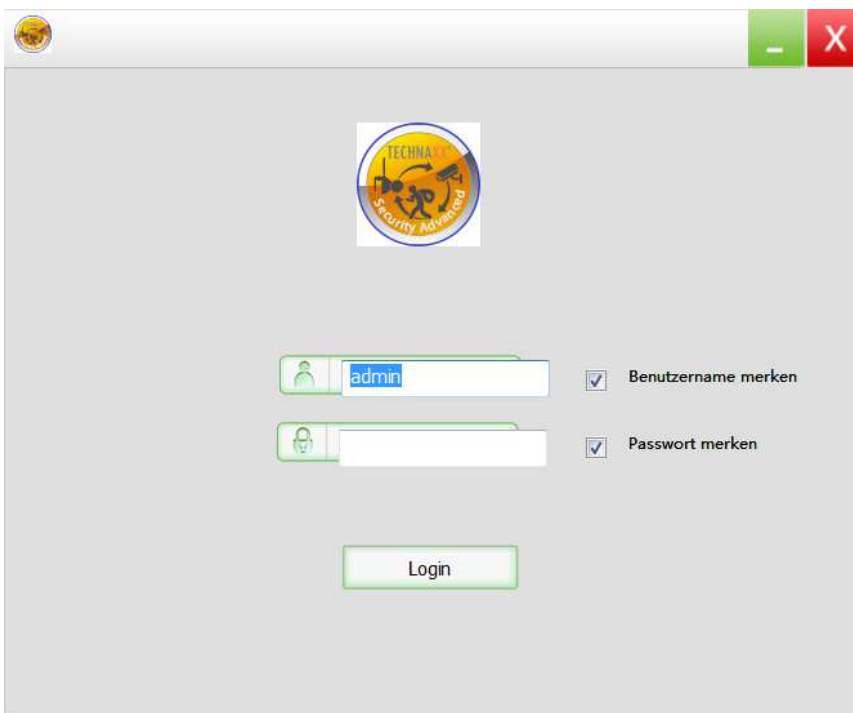 TECHNAXX
Security Advanced
admin
Benutzername merken
Passwort merken
Login